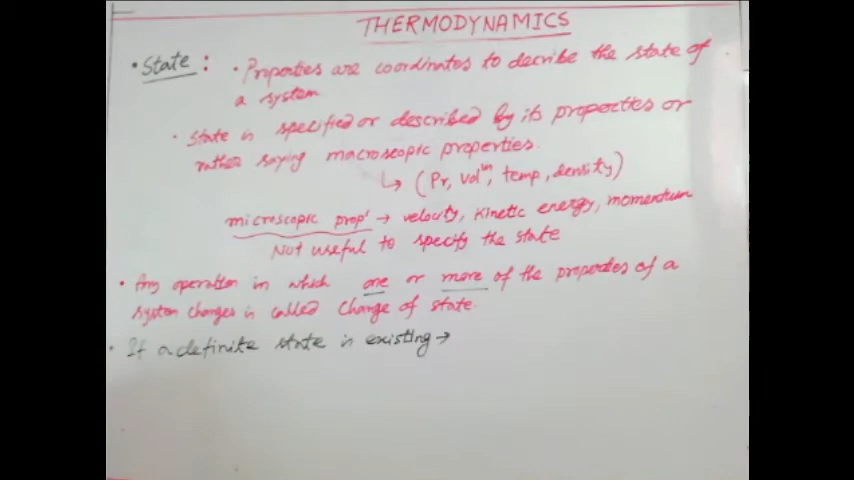 THERMODYNAMICS
• State : • Properties are coordinates to decribe the state of
a system
• State is specified or described by its properties or
rather saying macroscopic properties.
↳ (Pr, Volm, temp, density)
microscopic prop' → velocity, kinetic energy, momentum
Not useful to specify the state
• Any operation in which one or more of the properties of a
system changes is called change of state.
• If a definite state is existing →